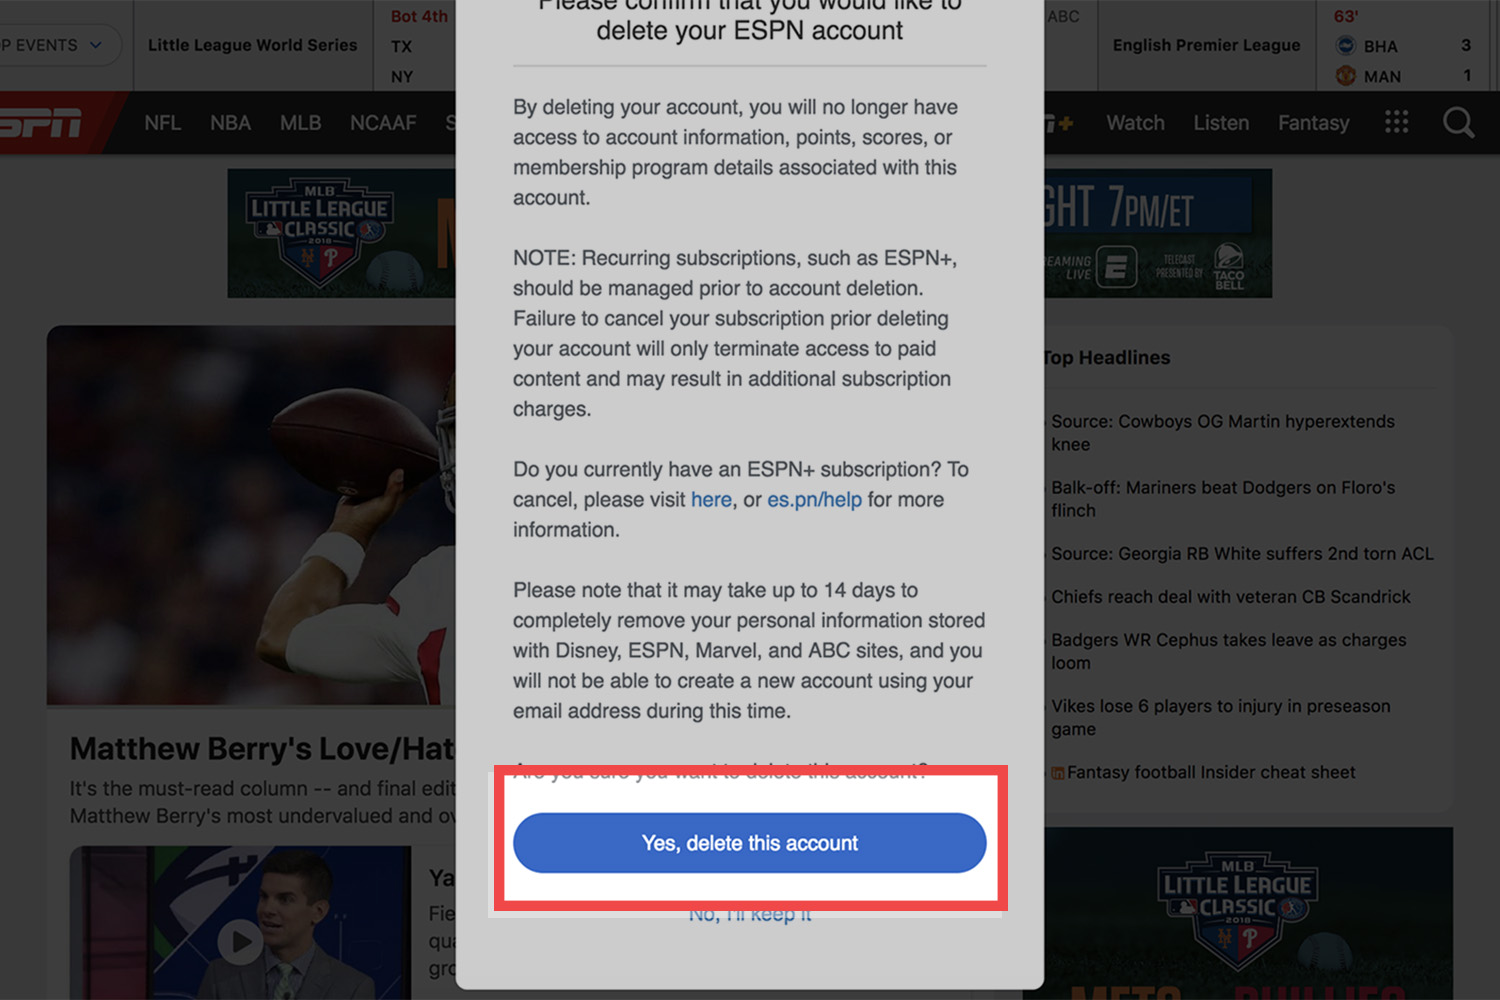 P EVENTS
Little League World Series
Bot 4th
TX
NY
ABC
English Premier League
63'
BHA 3
MAN 1
ESPN
NFL NBA MLB NCAAF S
+ Watch Listen Fantasy
MLB
LITTLE LEAGUE
CLASSIC
2018
P
GHT 7PM/ET
EAMING
LIVE
E
TELECAST
PRESENTED BY
TACO
BELL
Please confirm that you would like to
delete your ESPN account
By deleting your account, you will no longer have
access to account information, points, scores, or
membership program details associated with this
account.
NOTE: Recurring subscriptions, such as ESPN+,
should be managed prior to account deletion.
Failure to cancel your subscription prior deleting
your account will only terminate access to paid
content and may result in additional subscription
charges.
Do you currently have an ESPN+ subscription? To
cancel, please visit here, or es.pn/help for more
information.
Please note that it may take up to 14 days to
completely remove your personal information stored
with Disney, ESPN, Marvel, and ABC sites, and you
will not be able to create a new account using your
email address during this time.
Are you sure you want to delete this account?
Yes, delete this account
No, I'll keep it
Matthew Berry's Love/Hat
It's the must-read column -- and final edit
Matthew Berry's most undervalued and ov
Ya
Fie
qua
gro
Top Headlines
Source: Cowboys OG Martin hyperextends
knee
Balk-off: Mariners beat Dodgers on Floro's
flinch
Source: Georgia RB White suffers 2nd torn ACL
Chiefs reach deal with veteran CB Scandrick
Badgers WR Cephus takes leave as charges
loom
Vikes lose 6 players to injury in preseason
game
in Fantasy football Insider cheat sheet
MLB
LITTLE LEAGUE
CLASSIC
2018
P
METS PHILLIES